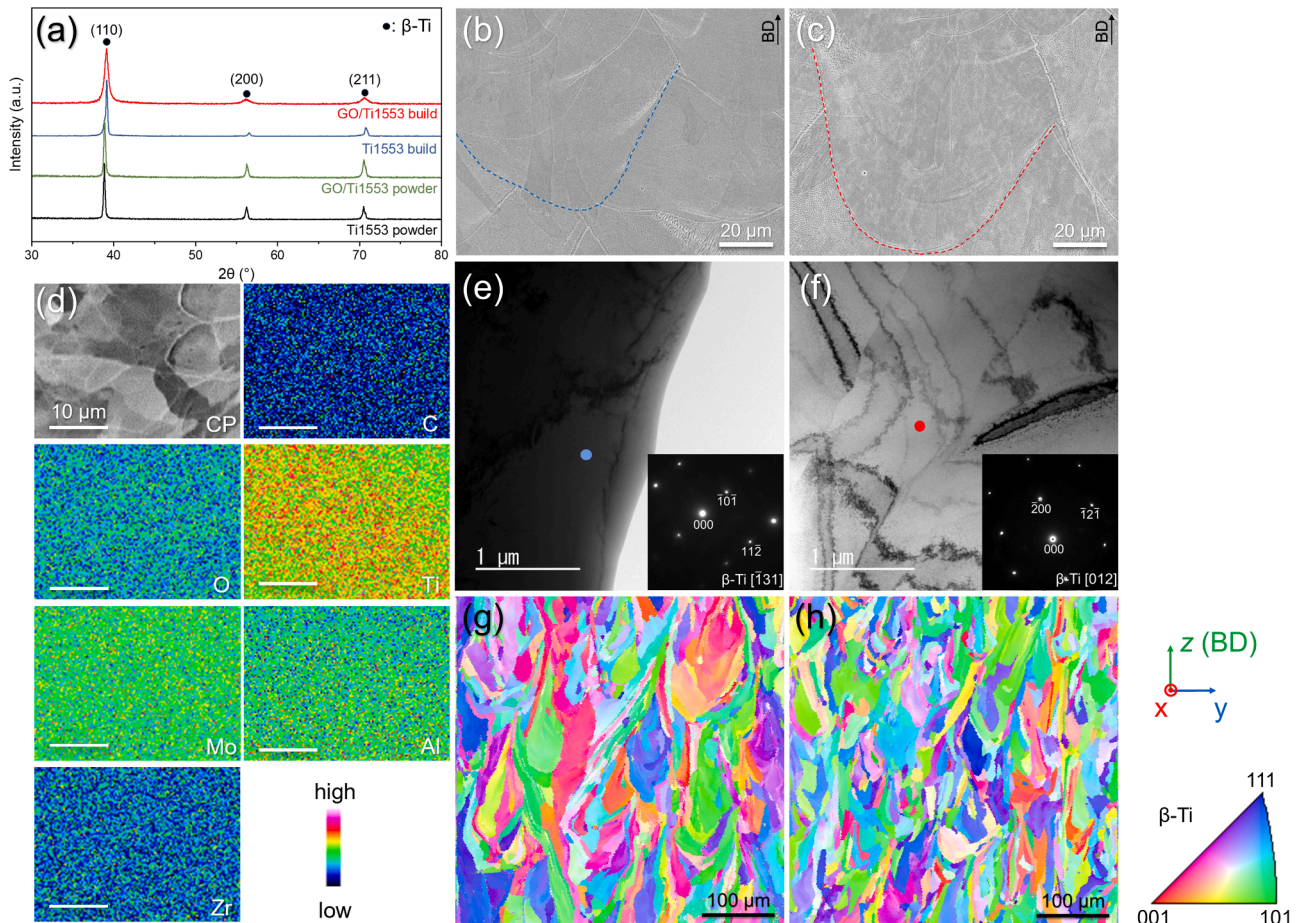 (a)
(110)
●: β-Ti
(200)
(211)
GO/Ti1553 build
Ti1553 build
GO/Ti1553 powder
Ti1553 powder
Intensity (a.u.)
30 40 50 60 70 80
2θ (°)
(b)
BD
20 μm
(c)
BD
20 μm
(d)
10 μm
CP
C
O
Ti
Mo
Al
Zr
high
low
(e)
1 μm
000
1̄01̄
112̄
β-Ti [1̄31]
(f)
1 μm
2̄00
1̄21̄
000
β-Ti [012]
(g)
100 μm
(h)
100 μm
z (BD)
x
y
β-Ti
111
001
101